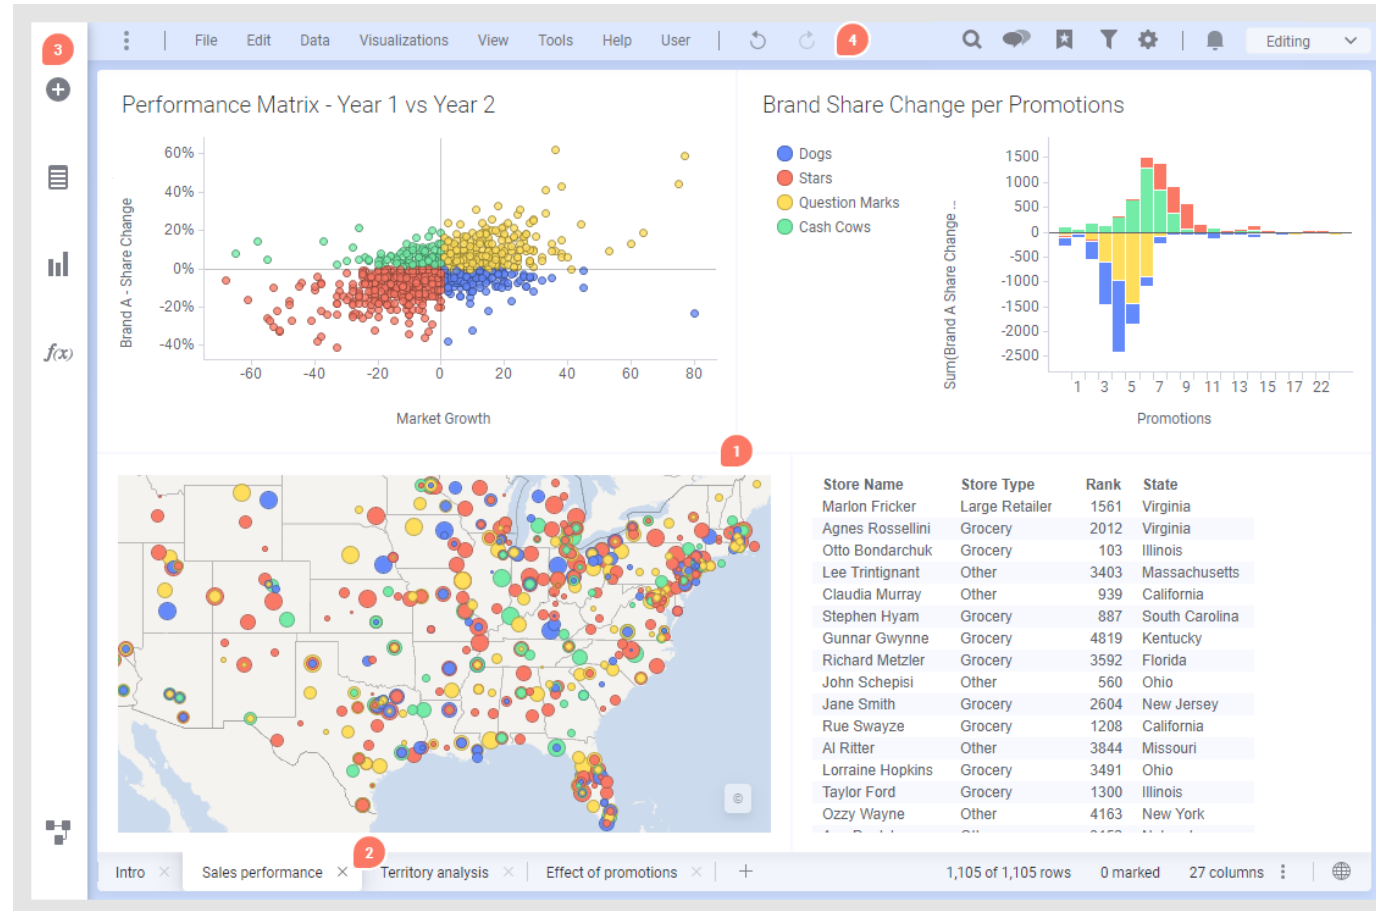 3
File Edit Data Visualizations View Tools Help User
4
Editing
Performance Matrix - Year 1 vs Year 2
60%
40%
20%
0%
-20%
-40%
Brand A - Share Change
-60 -40 -20 0 20 40 60 80
Market Growth
Brand Share Change per Promotions
Dogs
Stars
Question Marks
Cash Cows
1500
1000
500
0
-500
-1000
-1500
-2000
-2500
Sum(Brand A Share Change ...
1 3 5 7 9 11 13 15 17 22
Promotions
f(x)
1
Store Name Store Type Rank State
Marlon Fricker Large Retailer 1561 Virginia
Agnes Rossellini Grocery 2012 Virginia
Otto Bondarchuk Grocery 103 Illinois
Lee Trintignant Other 3403 Massachusetts
Claudia Murray Other 939 California
Stephen Hyam Grocery 887 South Carolina
Gunnar Gwynne Grocery 4819 Kentucky
Richard Metzler Grocery 3592 Florida
John Schepisi Other 560 Ohio
Jane Smith Grocery 2604 New Jersey
Rue Swayze Grocery 1208 California
Al Ritter Other 3844 Missouri
Lorraine Hopkins Grocery 3491 Ohio
Taylor Ford Grocery 1300 Illinois
Ozzy Wayne Other 4163 New York
©
2
Intro Sales performance Territory analysis Effect of promotions
1,105 of 1,105 rows 0 marked 27 columns